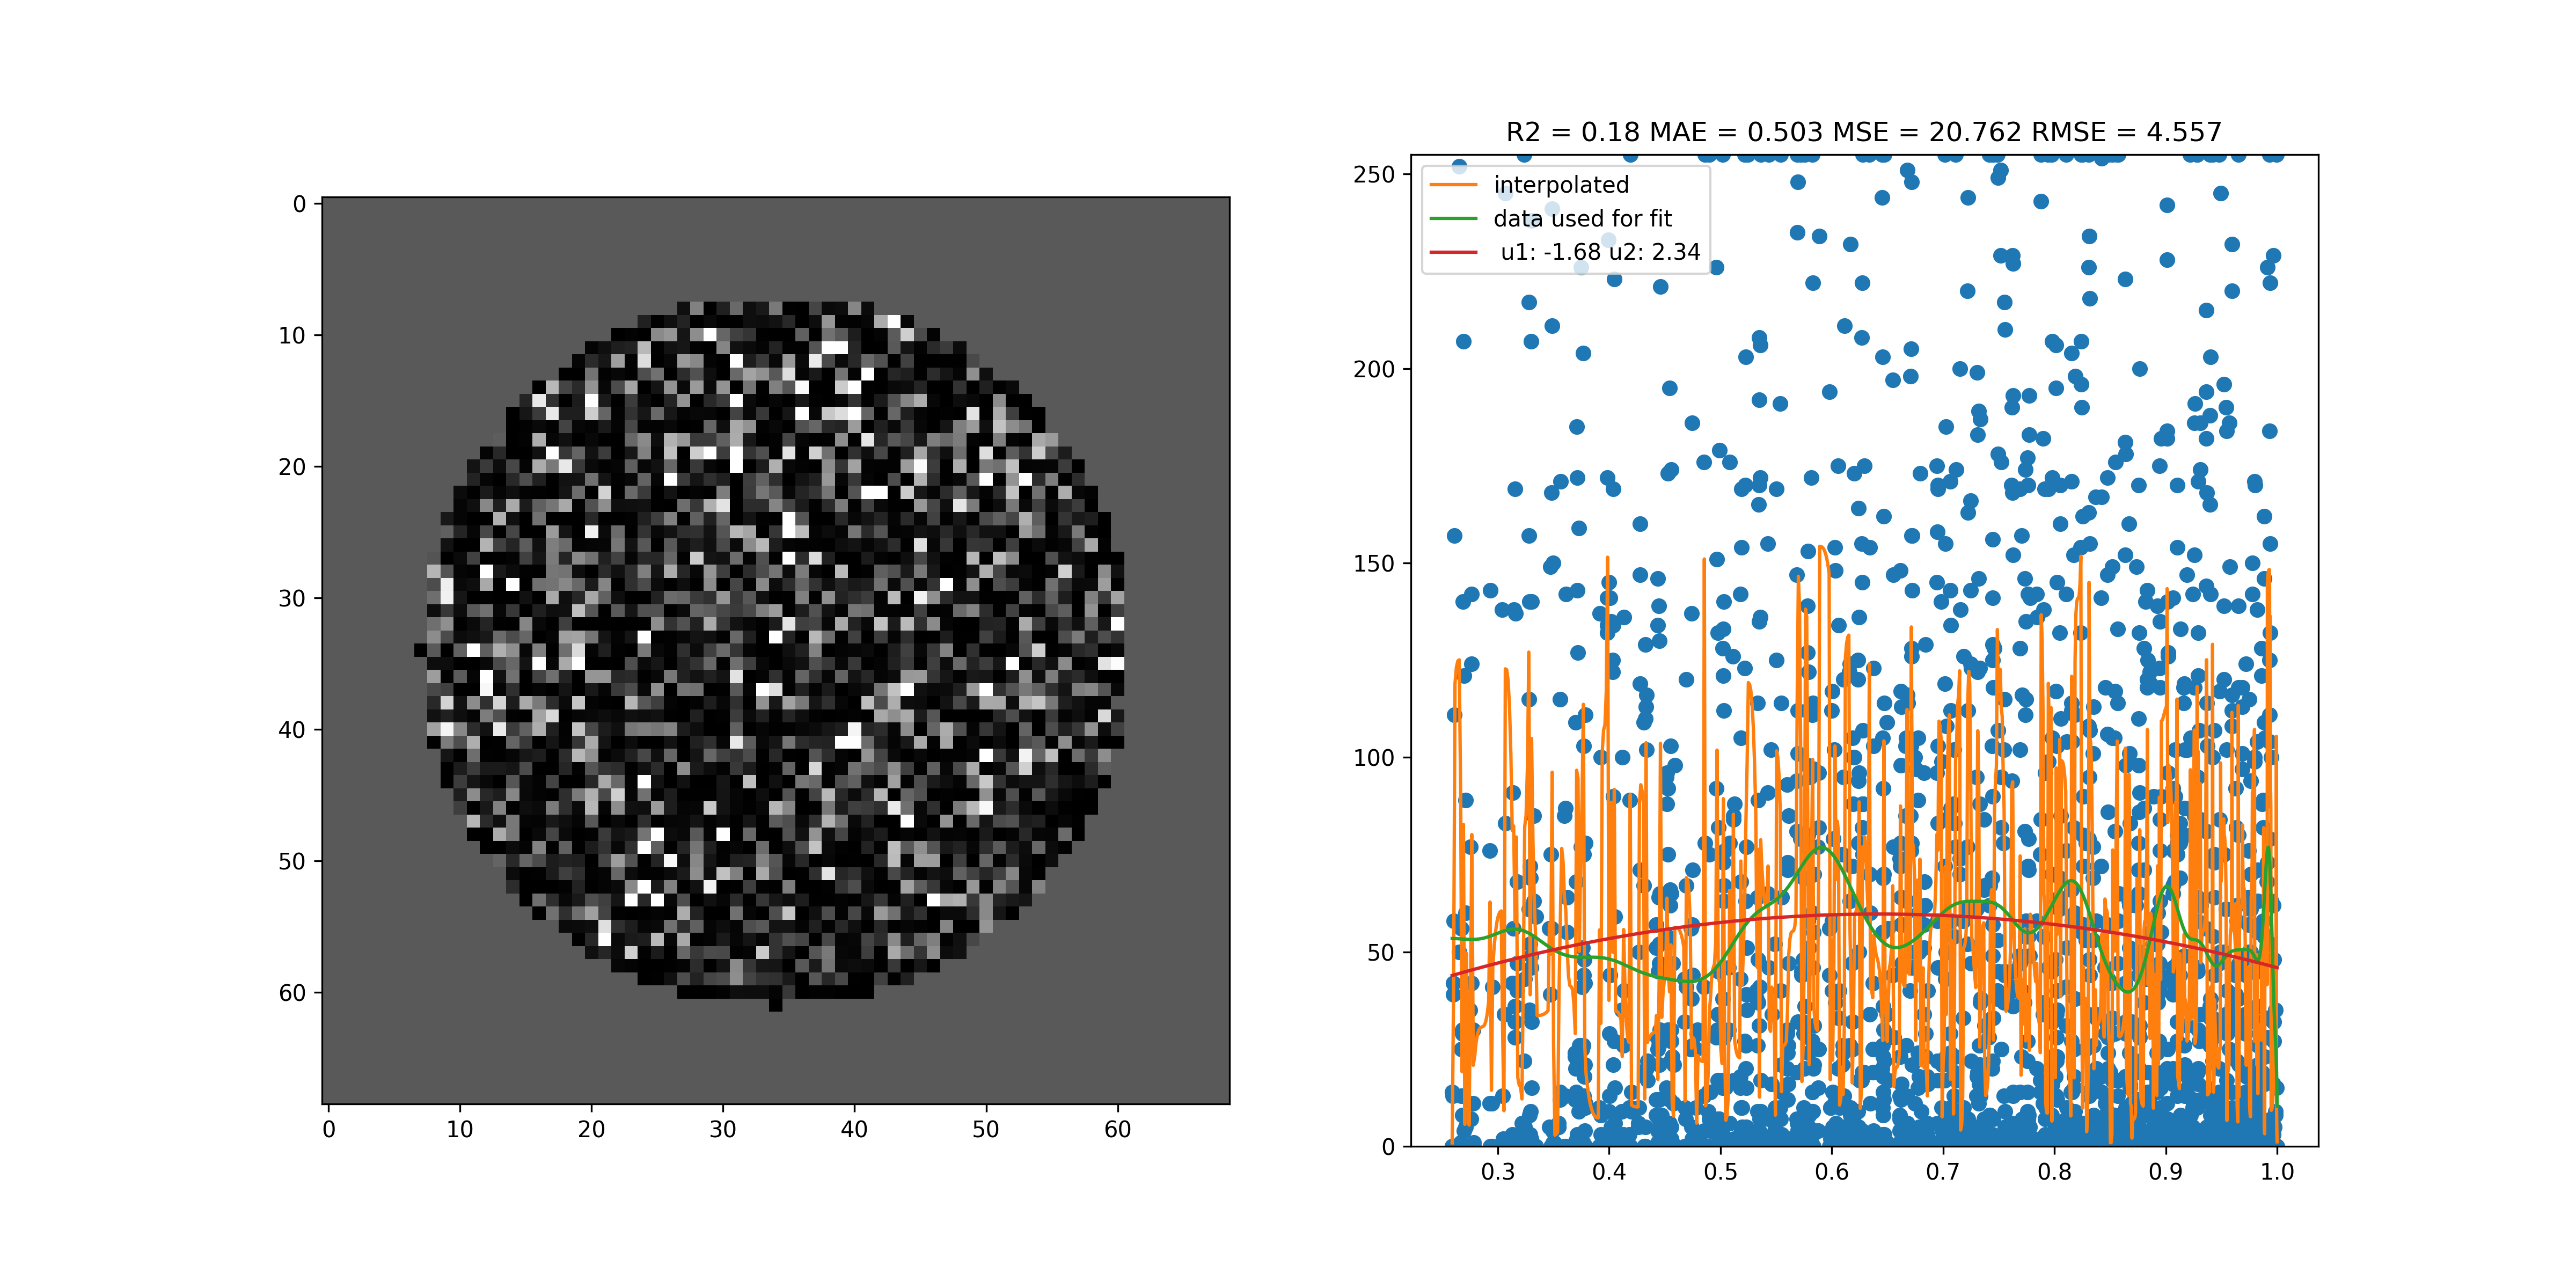 0
10
20
30
40
50
60
0 10 20 30 40 50 60
R2 = 0.18 MAE = 0.503 MSE = 20.762 RMSE = 4.557
250
200
150
100
50
0
interpolated
data used for fit
u1: -1.68 u2: 2.34
0.3 0.4 0.5 0.6 0.7 0.8 0.9 1.0